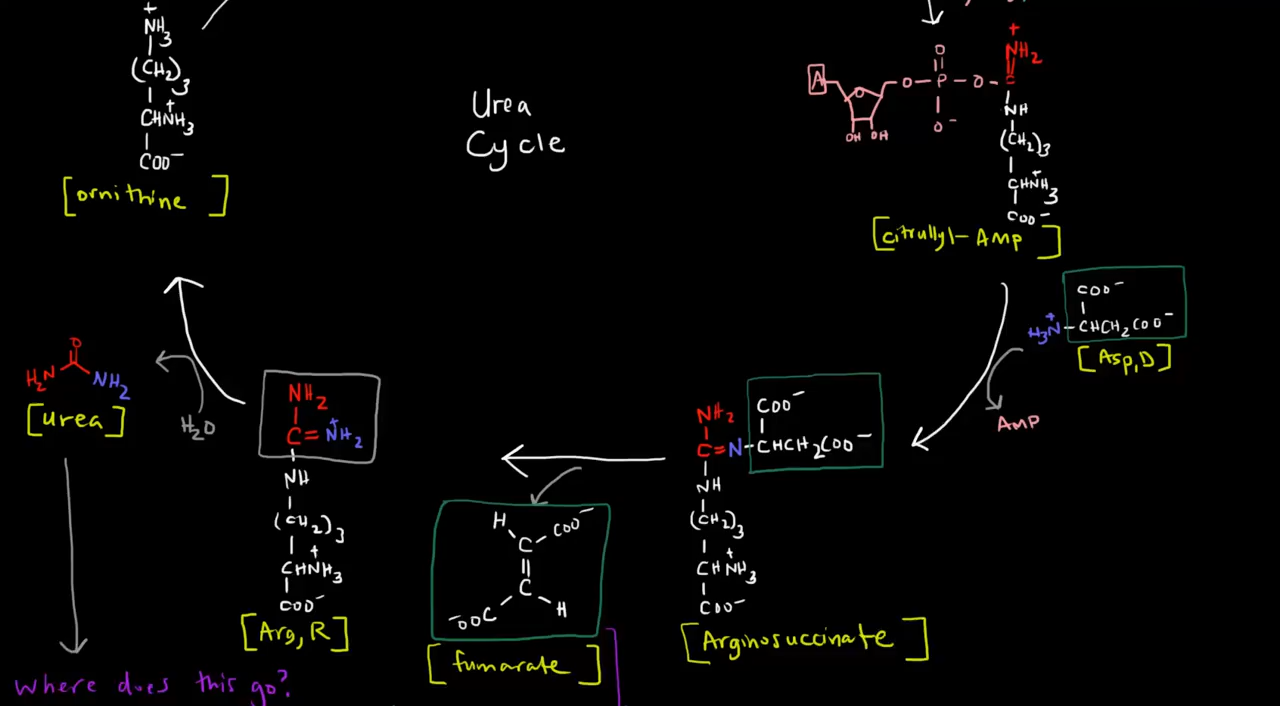 +
NH3
(CH2)3
CHNH3+
COO-
[ornithine]
Urea
Cycle
A
O
O
P
O
O
O-
OH OH
+
NH2
C
NH
(CH2)3
CHNH3+
COO-
[citrullyl-AMP]
COO-
H3N+-CHCH2COO-
[Asp,D]
AMP
O
H2N NH2
[urea]
H2O
NH2
C=NH2+
NH
(CH2)3
CHNH3+
COO-
[Arg,R]
H COO-
C
C
-OOC H
[fumarate]
NH2 COO-
C=N-CHCH2COO-
NH
(CH2)3
CHNH3+
COO-
[Arginosuccinate]
Where does this go?